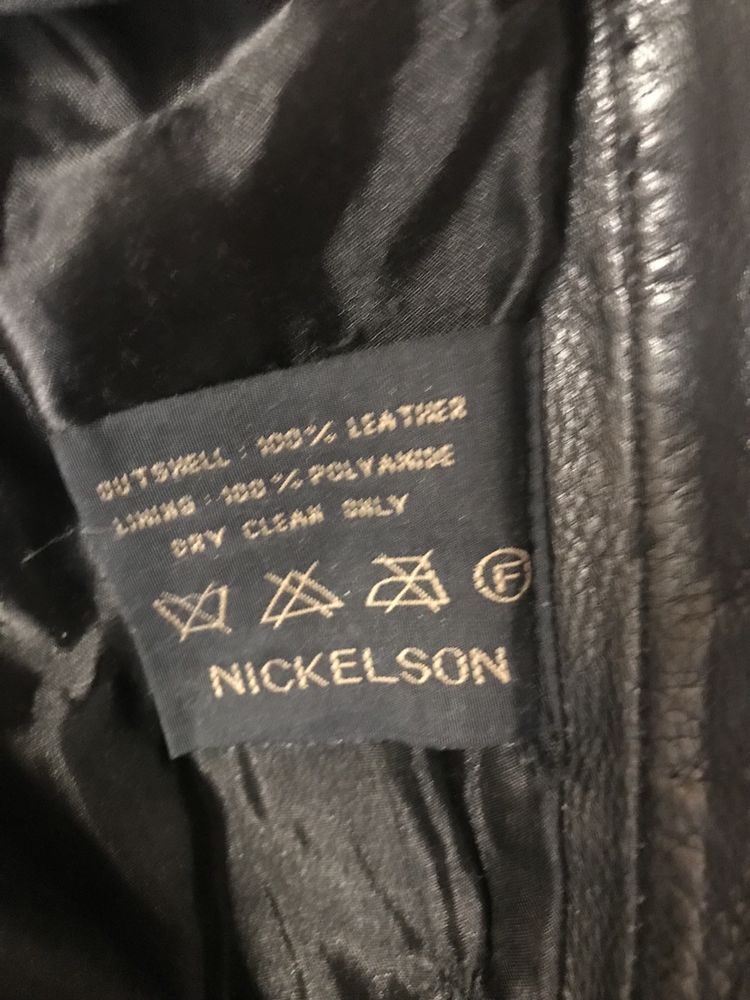 OUTSHELL : 100% LEATHER
LINING : 100% POLYAMIDE
DRY CLEAN ONLY
F
NICKELSON